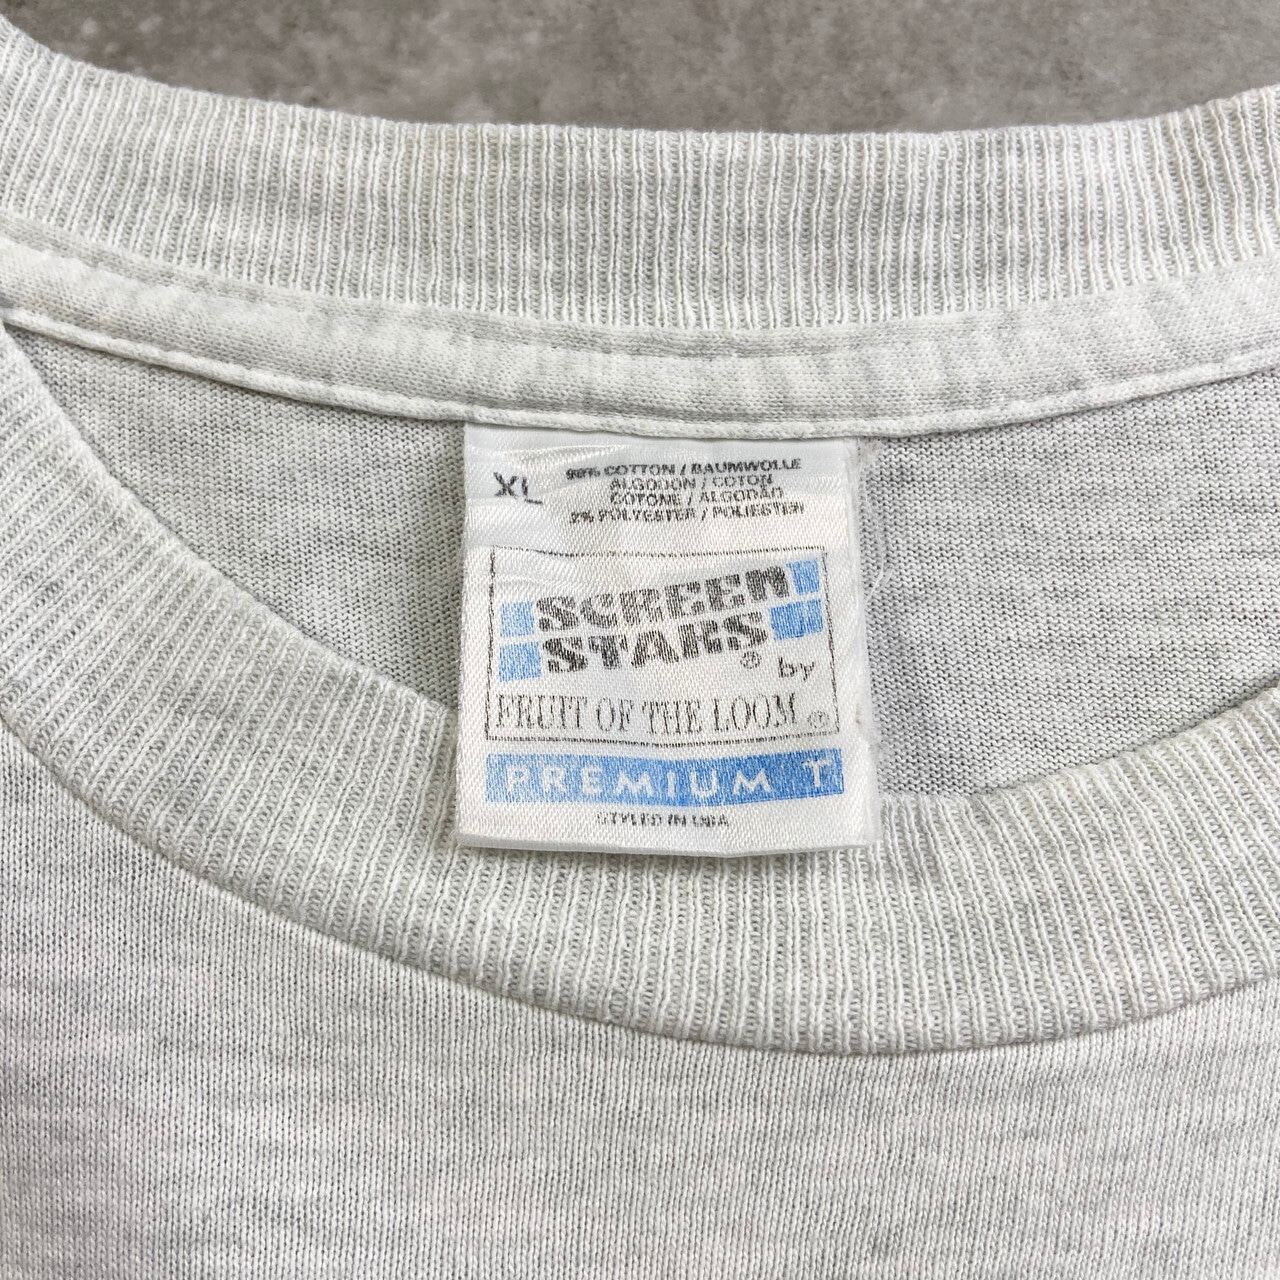 XL
98% COTTON / BAUMWOLLE
ALGODON / COTON
COTONE / ALGODÃO
2% POLYESTER / POLIESTER
SCREEN
STARS® by
FRUIT OF THE LOOM®
PREMIUM T
STYLED IN USA